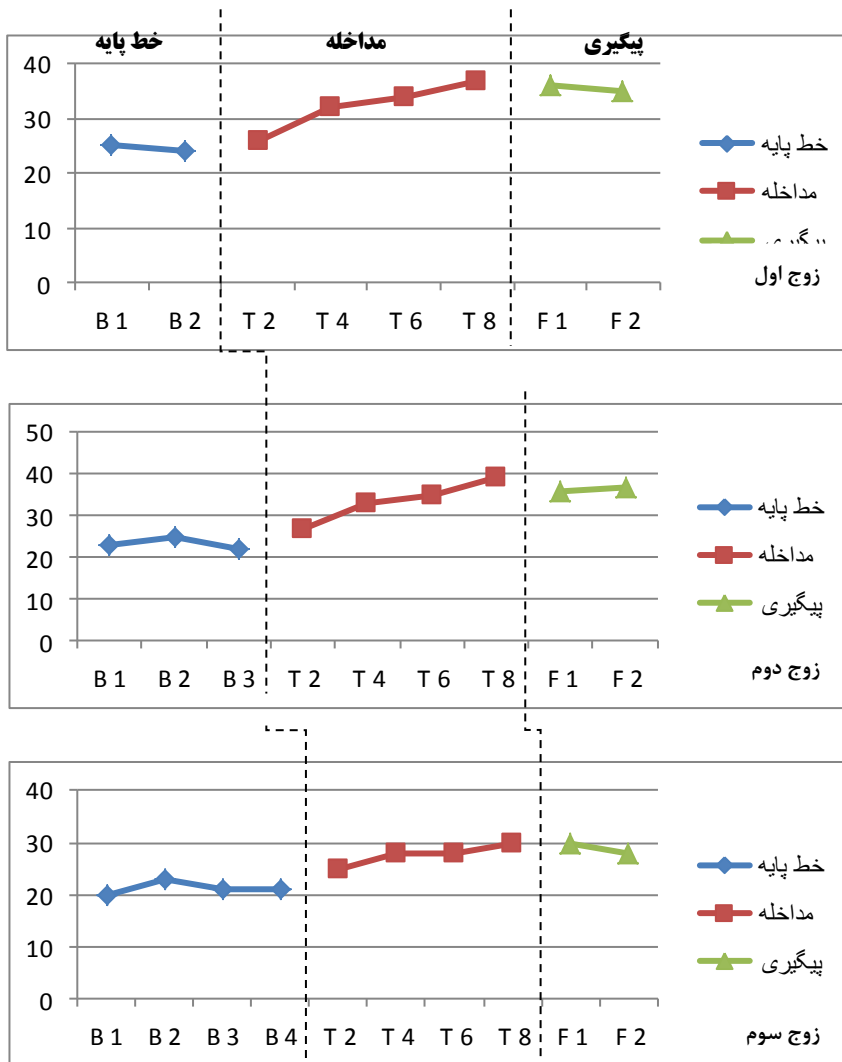 خط پایه مداخله پیگیری
40
30
20
10
0
B 1 B 2 T 2 T 4 T 6 T 8 F 1 F 2
خط پایه
مداخله
پیگیری
زوج اول
50
40
30
20
10
0
B 1 B 2 B 3 T 2 T 4 T 6 T 8 F 1 F 2
خط پایه
مداخله
پیگیری
زوج دوم
40
30
20
10
0
B 1 B 2 B 3 B 4 T 2 T 4 T 6 T 8 F 1 F 2
خط پایه
مداخله
پیگیری
زوج سوم